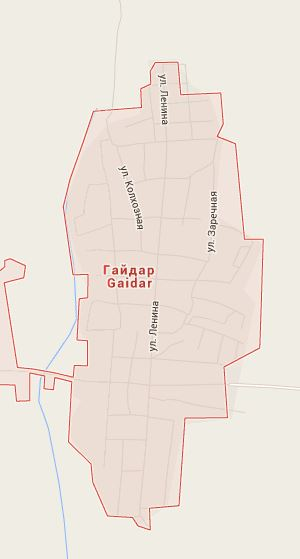 ул. Ленина
ул. Колхозная
ул. Заречная
Гайдар
Gaidar
ул. Ленина